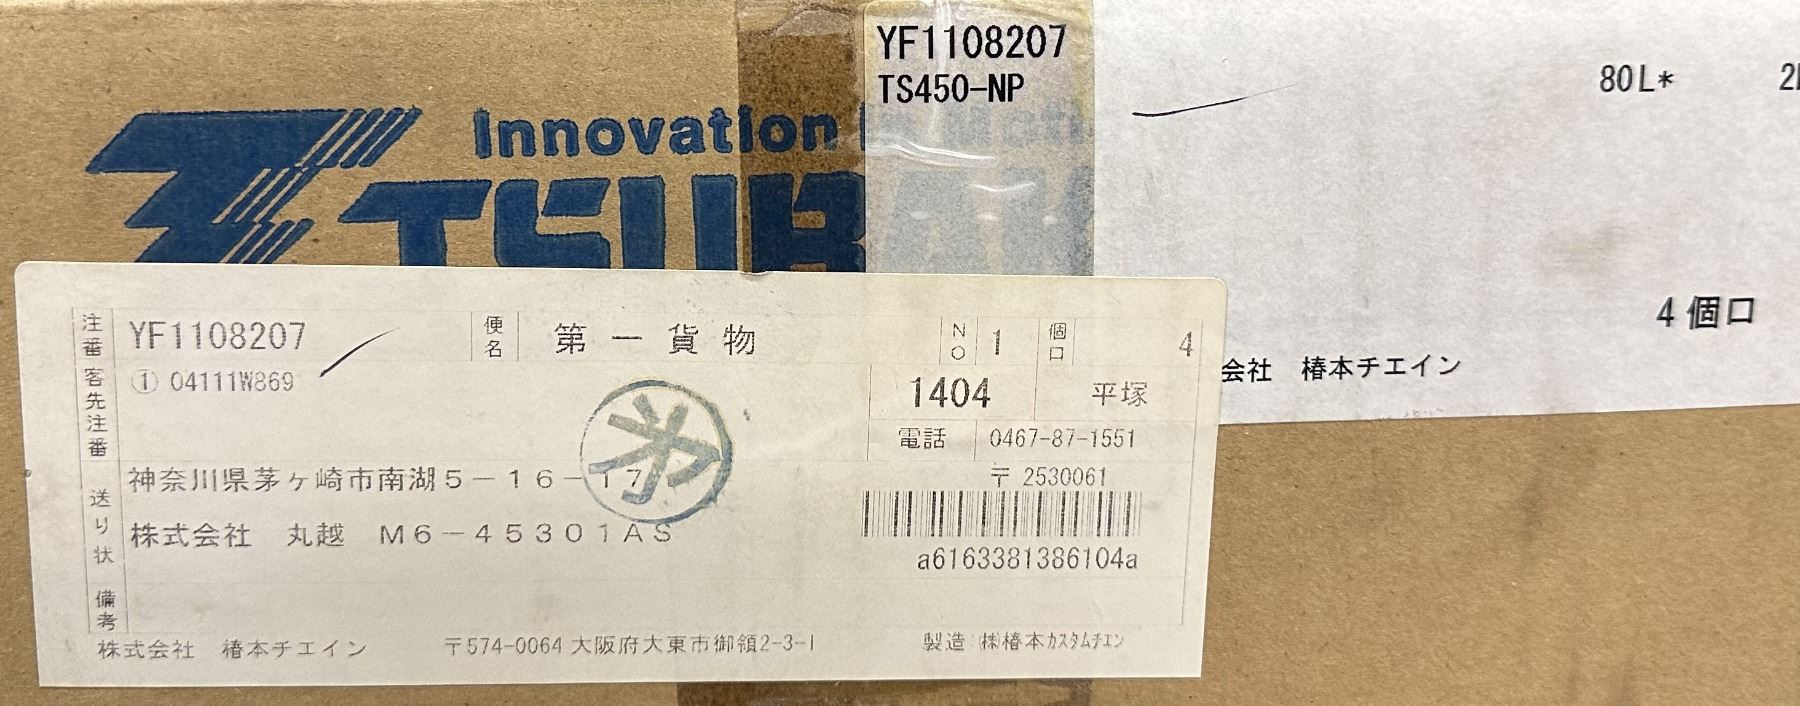 YF1108207
TS450-NP
80L*
Innovation
TSUBAK
4個口
会社 椿本チエイン
注番 YF1108207 便名 第一貨物 NO 1 個口 4
客先注番 ① 04111W869 1404 平塚
電話 0467-87-1551
送り状 神奈川県茅ヶ崎市南湖5-16-17 〒 2530061
株式会社 丸越 M6-45301AS
a6163381386104a
備考
株式会社 椿本チエイン 〒574-0064 大阪府大東市御領2-3-1 製造:㈱椿本カスタムチエン